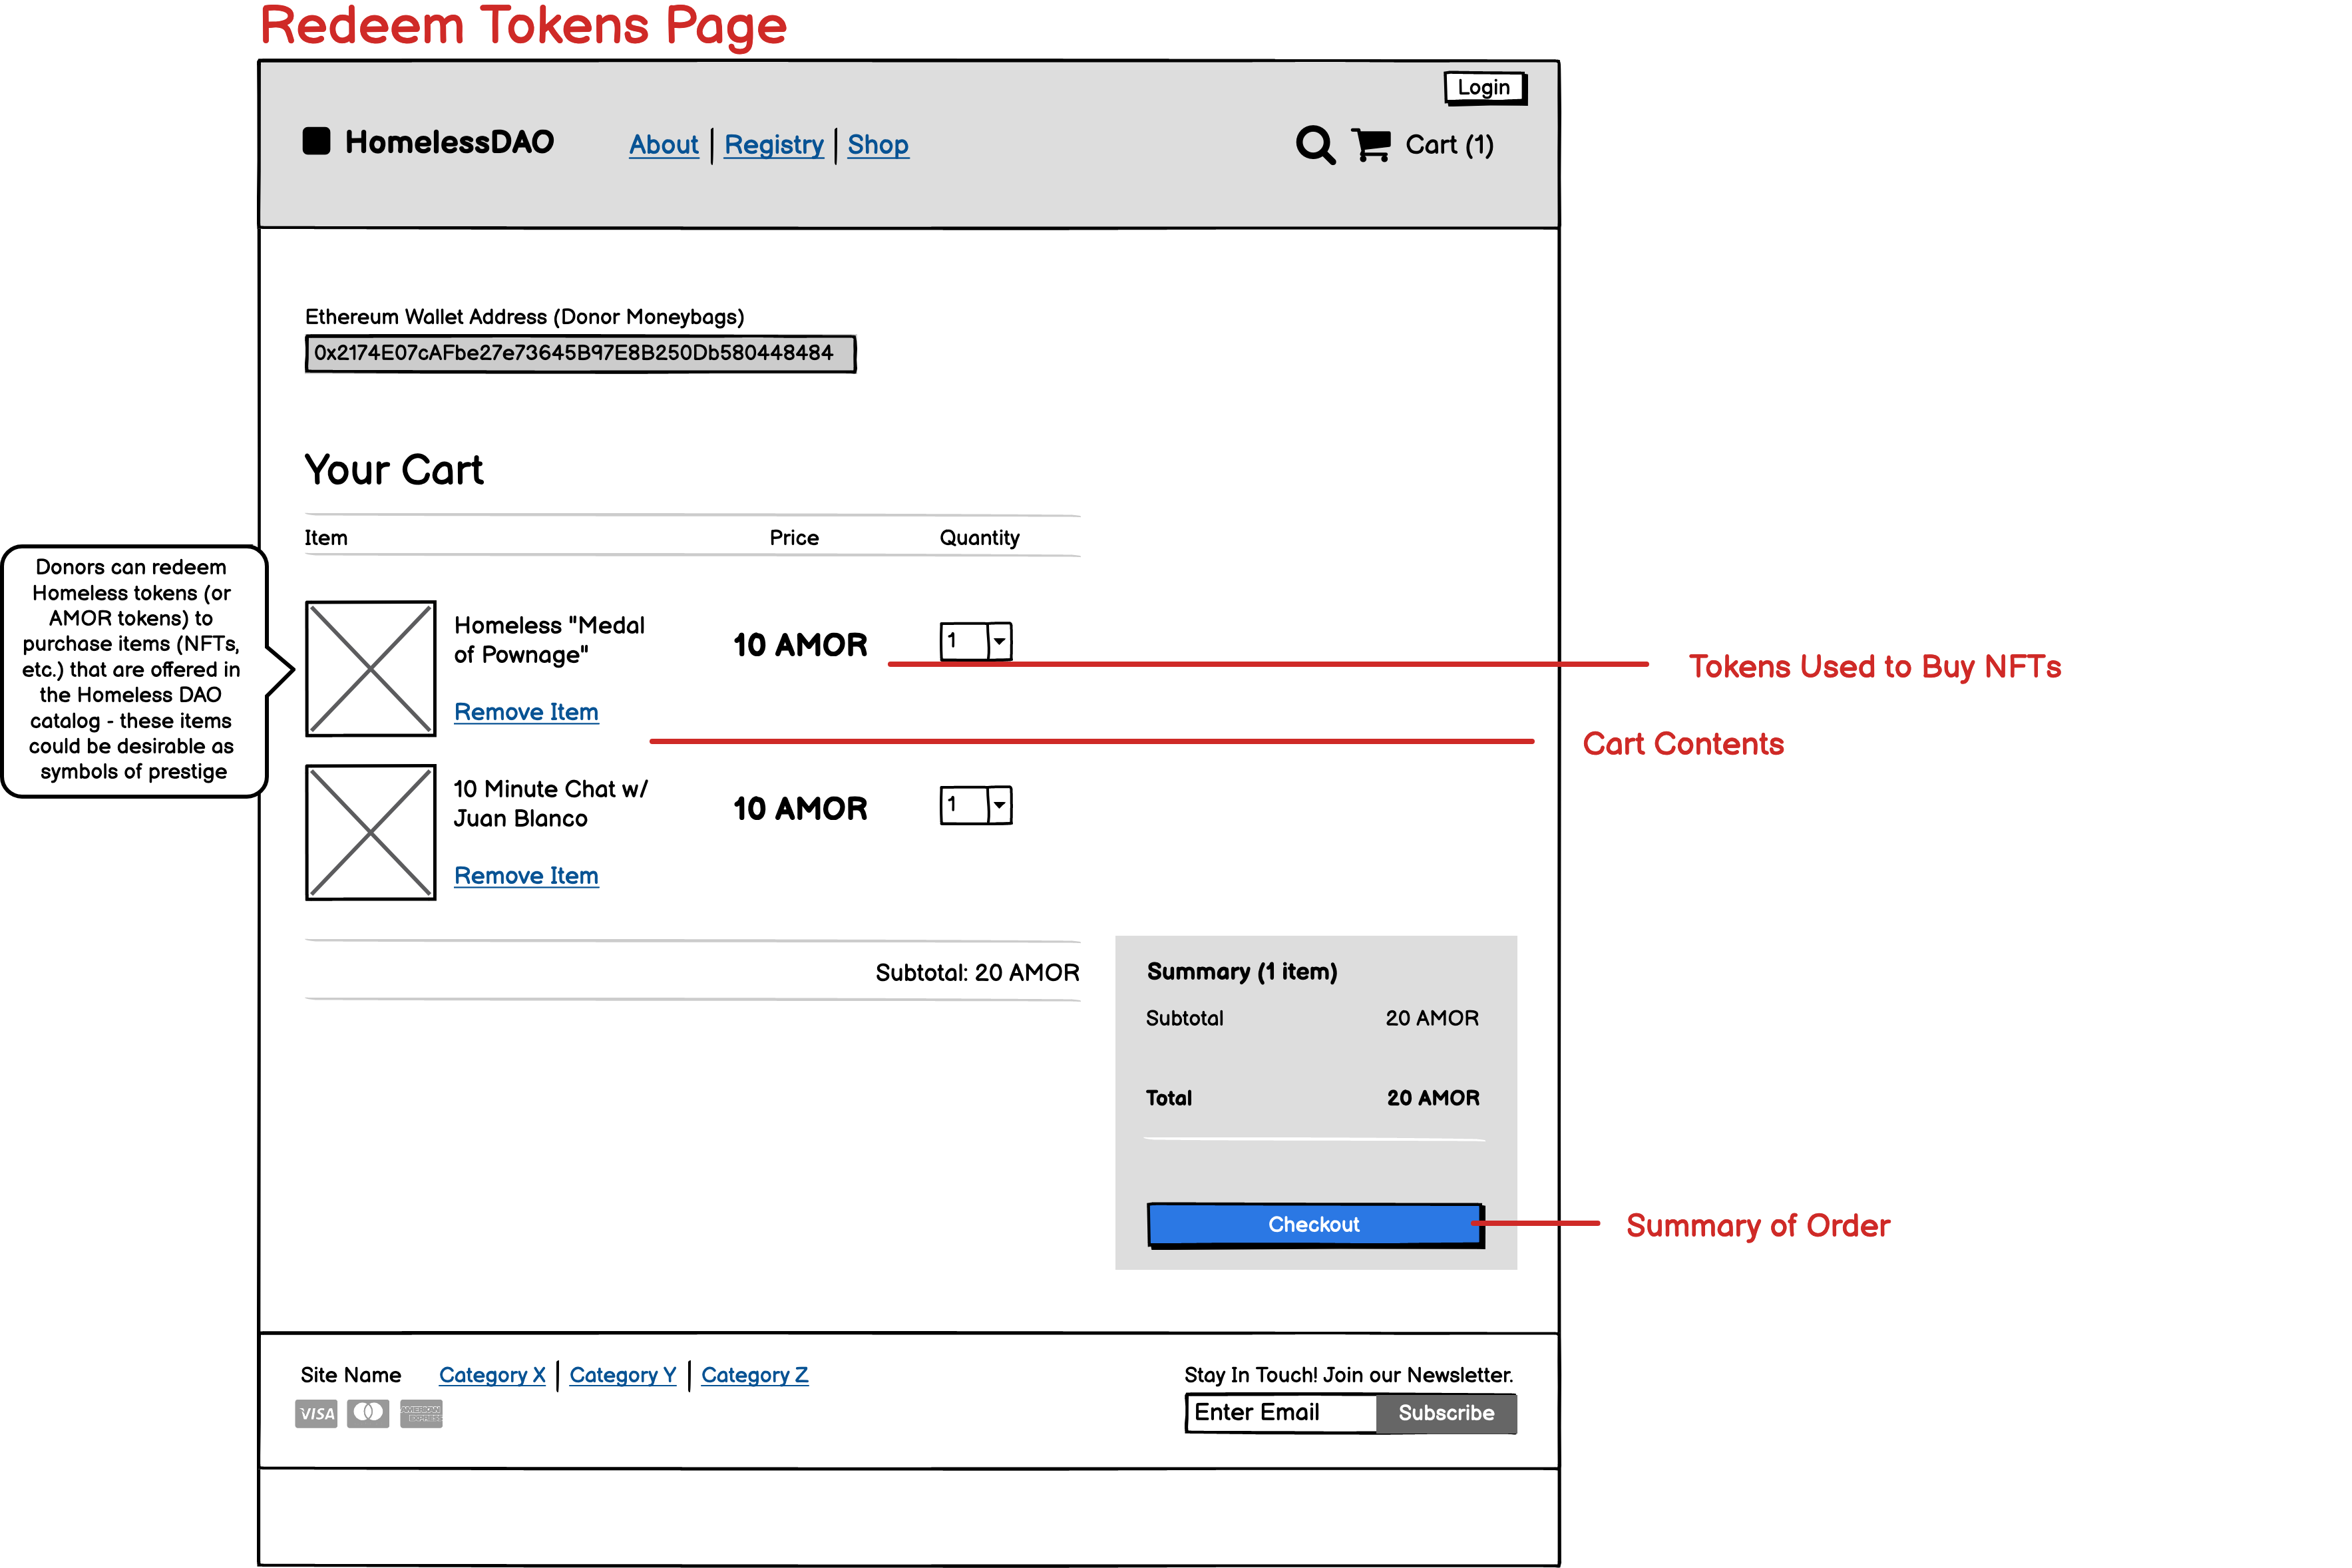 Redeem Tokens Page
Login
HomelessDAO
About
Registry
Shop
Cart (1)
Ethereum Wallet Address (Donor Moneybags)
0x2174E07cAFbe27e73645B97E8B250Db580448484
Your Cart
Item
Price
Quantity
Donors can redeem
Homeless tokens (or
AMOR tokens) to
purchase items (NFTs,
etc.) that are offered in
the Homeless DAO
catalog - these items
could be desirable as
symbols of prestige
Homeless "Medal
of Pownage"
10 AMOR
1
Remove Item
Tokens Used to Buy NFTs
Cart Contents
10 Minute Chat w/
Juan Blanco
10 AMOR
1
Remove Item
Subtotal: 20 AMOR
Summary (1 item)
Subtotal
20 AMOR
Total
20 AMOR
Checkout
Summary of Order
Site Name
Category X
Category Y
Category Z
VISA
AMERICAN
EXPRESS
Stay In Touch! Join our Newsletter.
Enter Email
Subscribe